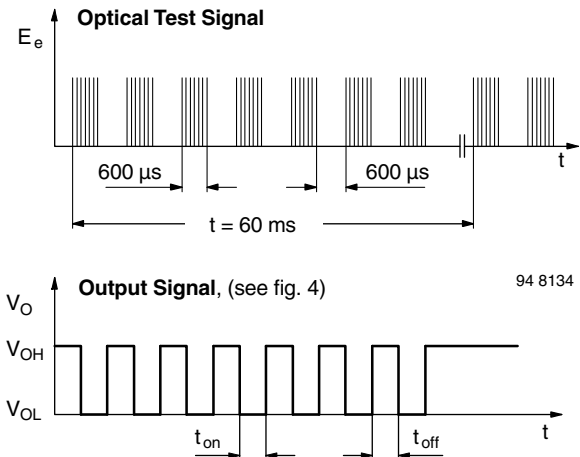 Optical Test Signal
E e
t
600 µs
600 µs
t = 60 ms
Output Signal, (see fig. 4)
94 8134
V O
V OH
V OL
t on
t off
t